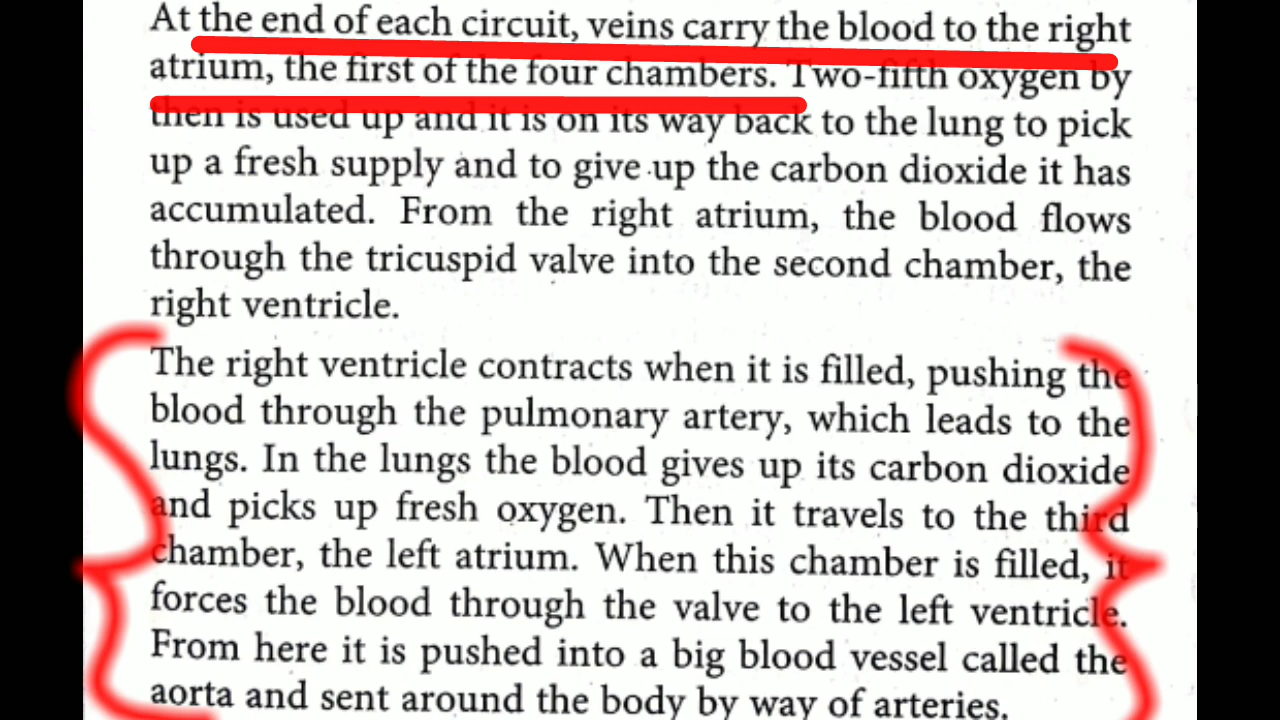 At the end of each circuit, veins carry the blood to the right
atrium, the first of the four chambers. Two-fifth oxygen by
then is used up and it is on its way back to the lung to pick
up a fresh supply and to give up the carbon dioxide it has
accumulated. From the right atrium, the blood flows
through the tricuspid valve into the second chamber, the
right ventricle.
The right ventricle contracts when it is filled, pushing the
blood through the pulmonary artery, which leads to the
lungs. In the lungs the blood gives up its carbon dioxide
and picks up fresh oxygen. Then it travels to the third
chamber, the left atrium. When this chamber is filled, it
forces the blood through the valve to the left ventricle.
From here it is pushed into a big blood vessel called the
aorta and sent around the body by way of arteries.